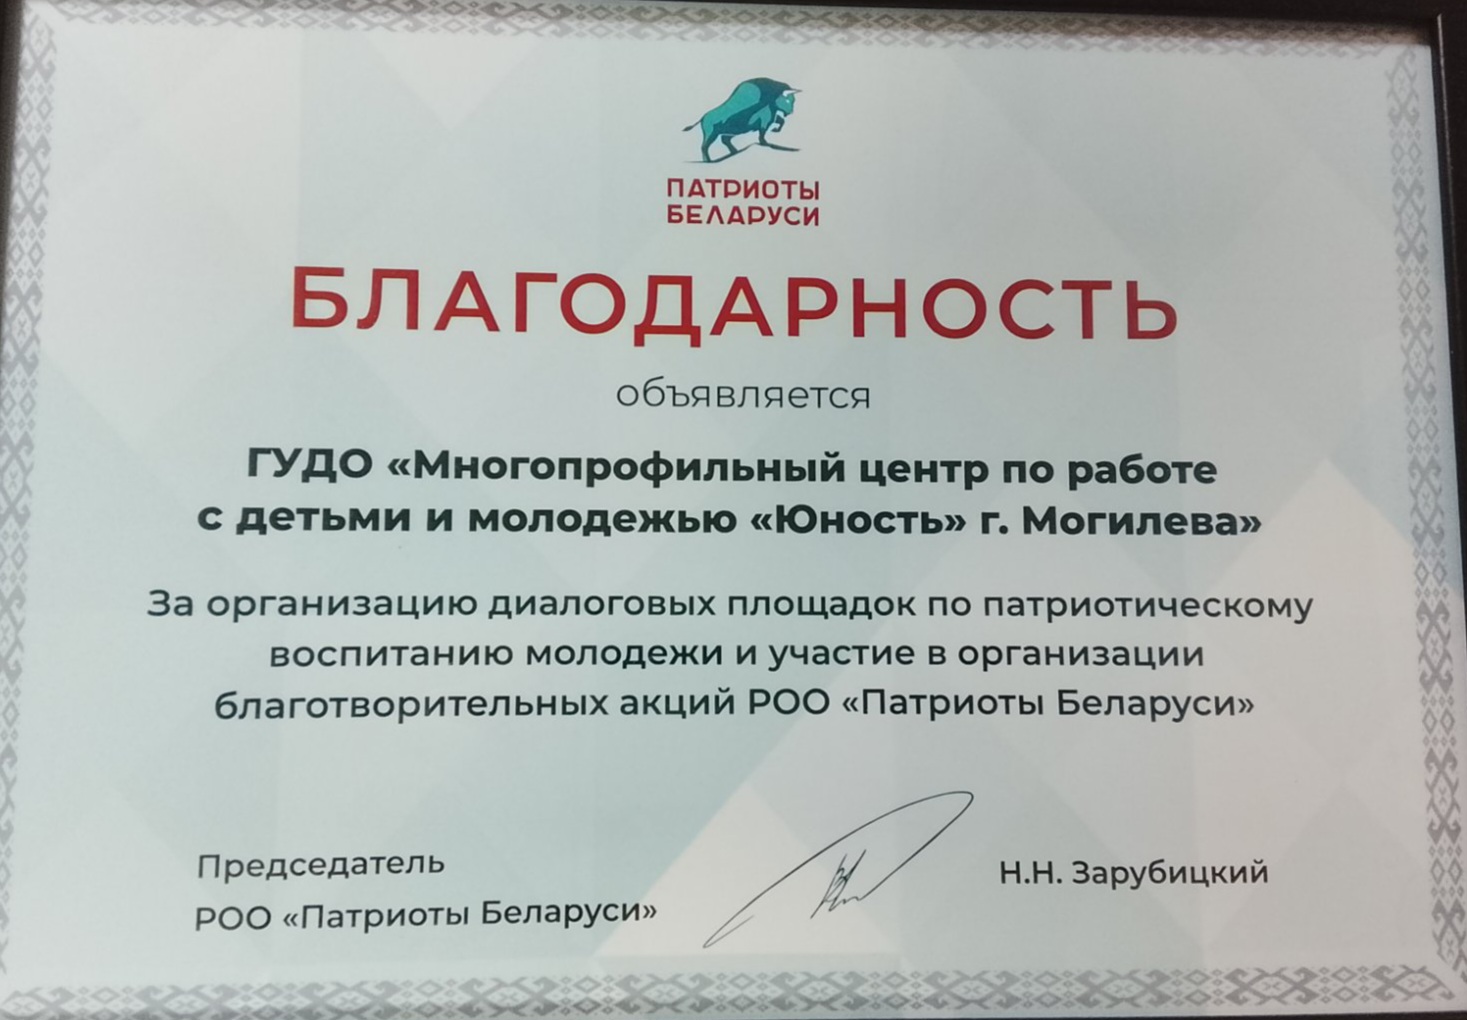 ПАТРИОТЫ
БЕЛАРУСИ
БЛАГОДАРНОСТЬ
объявляется
ГУДО «Многопрофильный центр по работе
с детьми и молодежью «Юность» г. Могилева»
За организацию диалоговых площадок по патриотическому
воспитанию молодежи и участие в организации
благотворительных акций РОО «Патриоты Беларуси»
Председатель
РОО «Патриоты Беларуси»
Н.Н. Зарубицкий